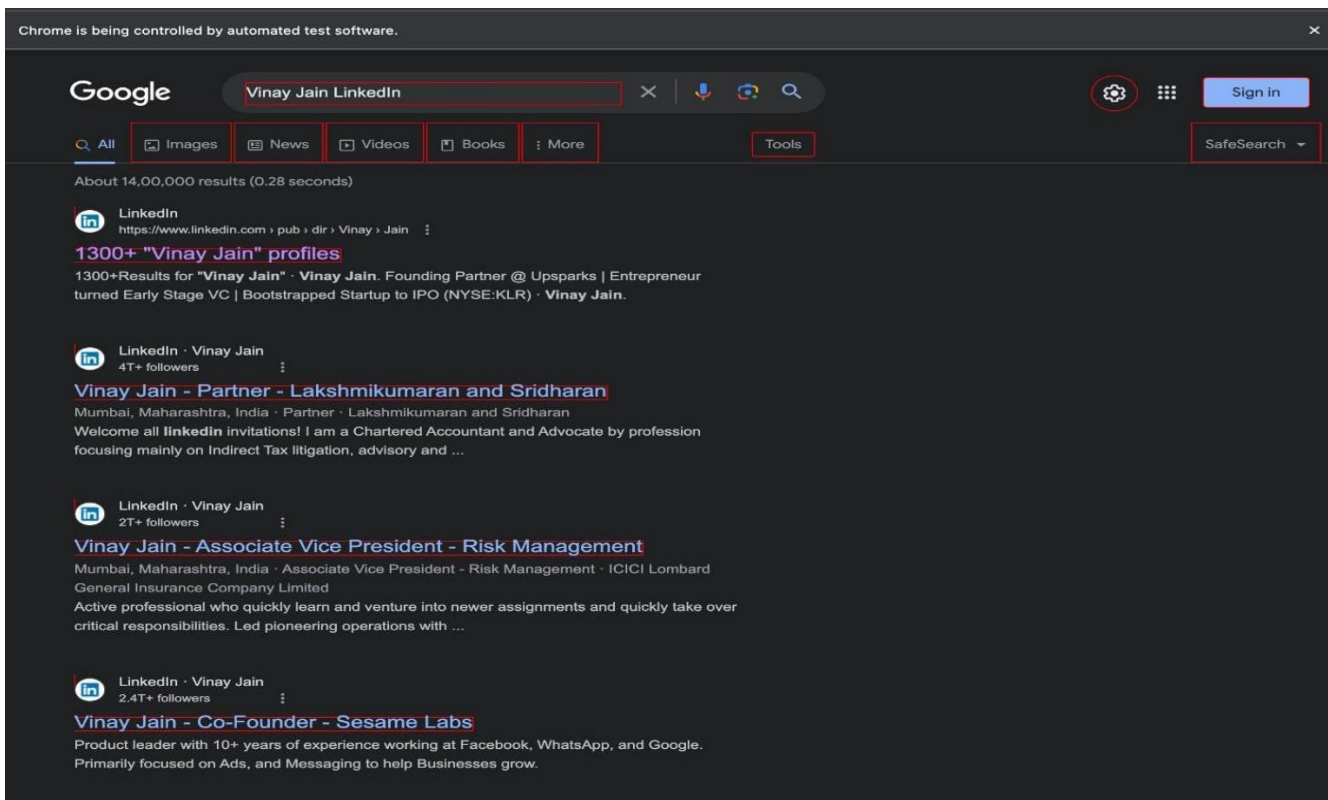 Chrome is being controlled by automated test software.
Google
Vinay Jain LinkedIn
Sign in
All Images News Videos Books More Tools SafeSearch
About 14,00,000 results (0.28 seconds)
LinkedIn
https://www.linkedin.com › pub › dir › Vinay › Jain
1300+ "Vinay Jain" profiles
1300+Results for "Vinay Jain" · Vinay Jain. Founding Partner @ Upsparks | Entrepreneur
turned Early Stage VC | Bootstrapped Startup to IPO (NYSE:KLR) · Vinay Jain.
LinkedIn · Vinay Jain
4T+ followers
Vinay Jain - Partner - Lakshmikumaran and Sridharan
Mumbai, Maharashtra, India · Partner · Lakshmikumaran and Sridharan
Welcome all linkedin invitations! I am a Chartered Accountant and Advocate by profession
focusing mainly on Indirect Tax litigation, advisory and ...
LinkedIn · Vinay Jain
2T+ followers
Vinay Jain - Associate Vice President - Risk Management
Mumbai, Maharashtra, India · Associate Vice President - Risk Management · ICICI Lombard
General Insurance Company Limited
Active professional who quickly learn and venture into newer assignments and quickly take over
critical responsibilities. Led pioneering operations with ...
LinkedIn · Vinay Jain
2.4T+ followers
Vinay Jain - Co-Founder - Sesame Labs
Product leader with 10+ years of experience working at Facebook, WhatsApp, and Google.
Primarily focused on Ads, and Messaging to help Businesses grow.